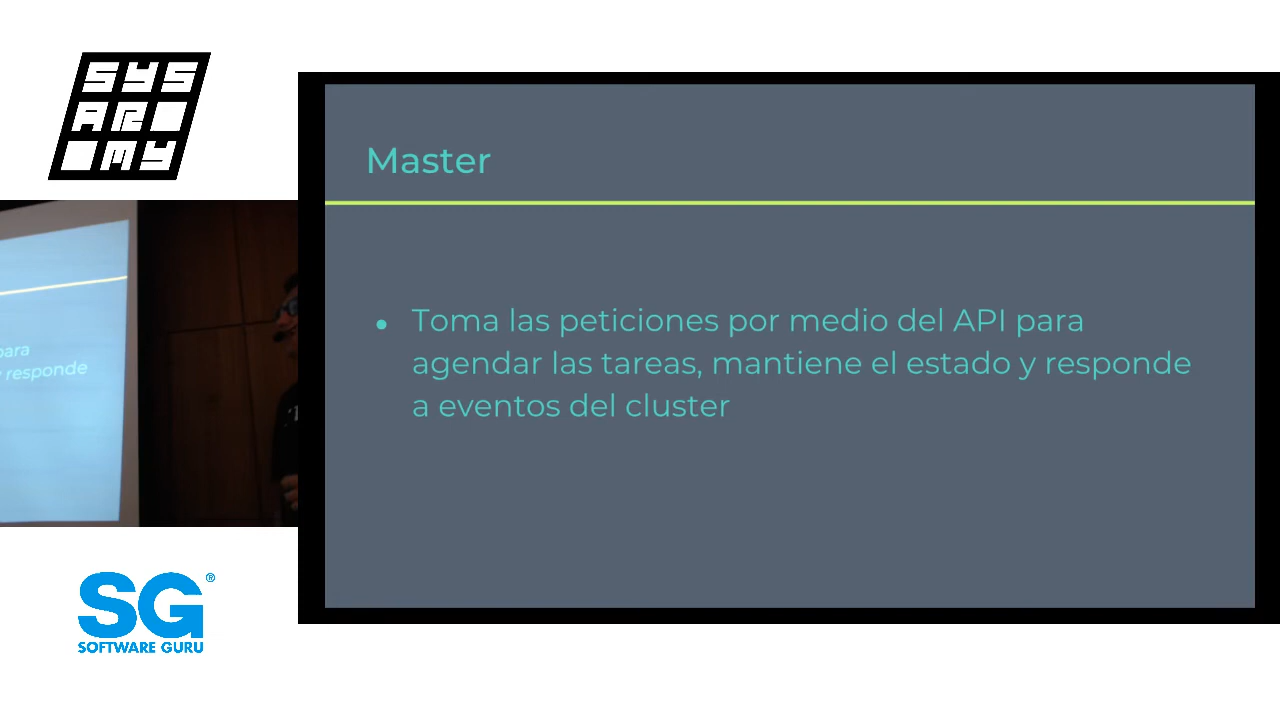 SYS
AR
MY
Master
Toma las peticiones por medio del API para
agendar las tareas, mantiene el estado y responde
a eventos del cluster
para
y responde
SG®
SOFTWARE GURU